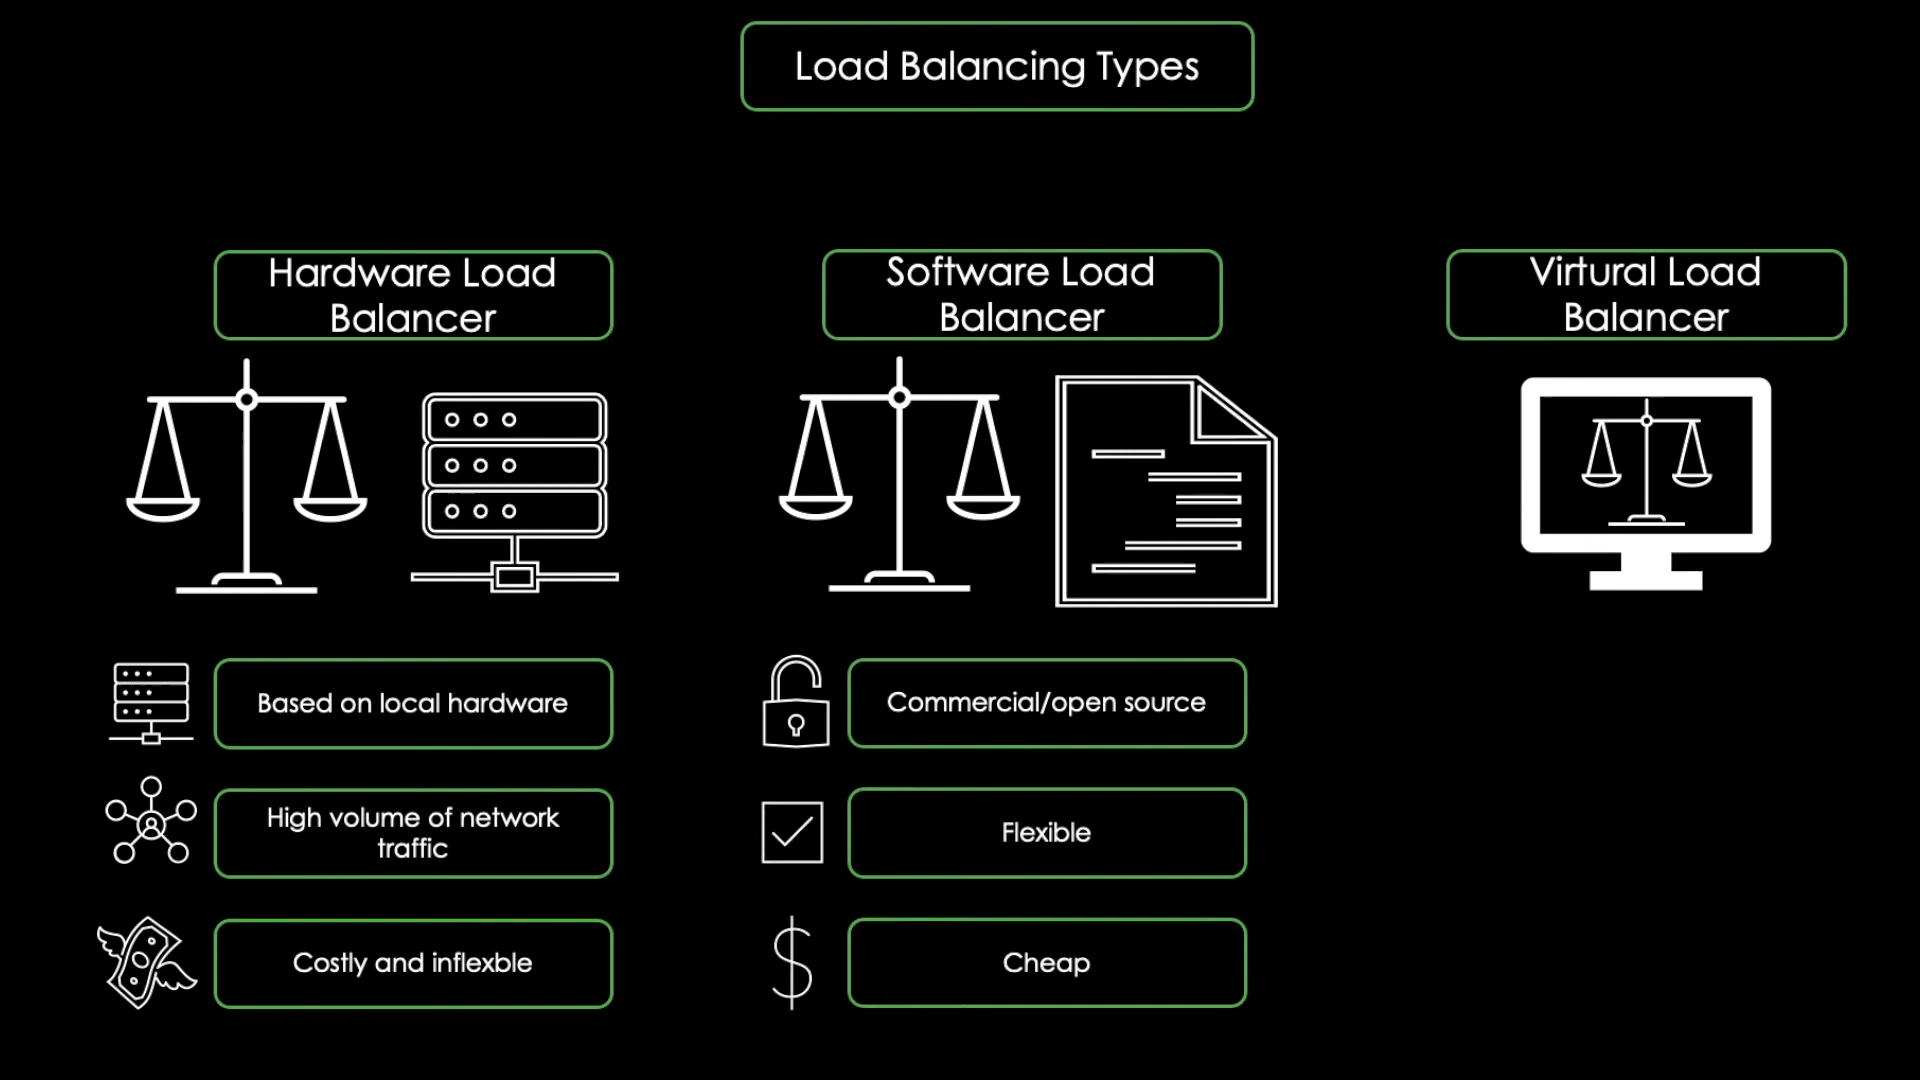 Load Balancing Types
Hardware Load
Balancer
Software Load
Balancer
Virtural Load
Balancer
Based on local hardware
High volume of network
traffic
Costly and inflexble
Commercial/open source
Flexible
Cheap